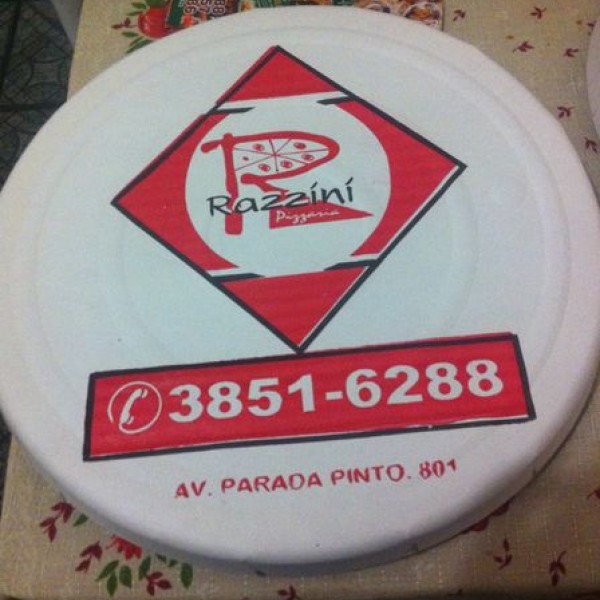 Razzini
Pizzaria
3851-6288
AV. PARADA PINTO. 801